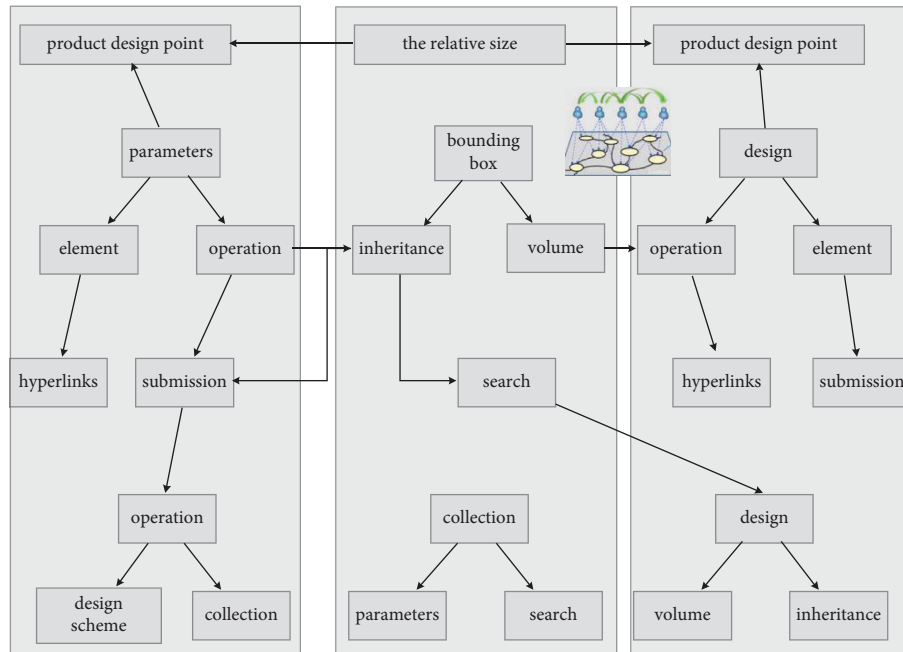 product design point
the relative size
product design point
parameters
bounding
box
design
element
operation
inheritance
volume
operation
element
hyperlinks
submission
search
hyperlinks
submission
operation
collection
design
design
scheme
collection
parameters
search
volume
inheritance